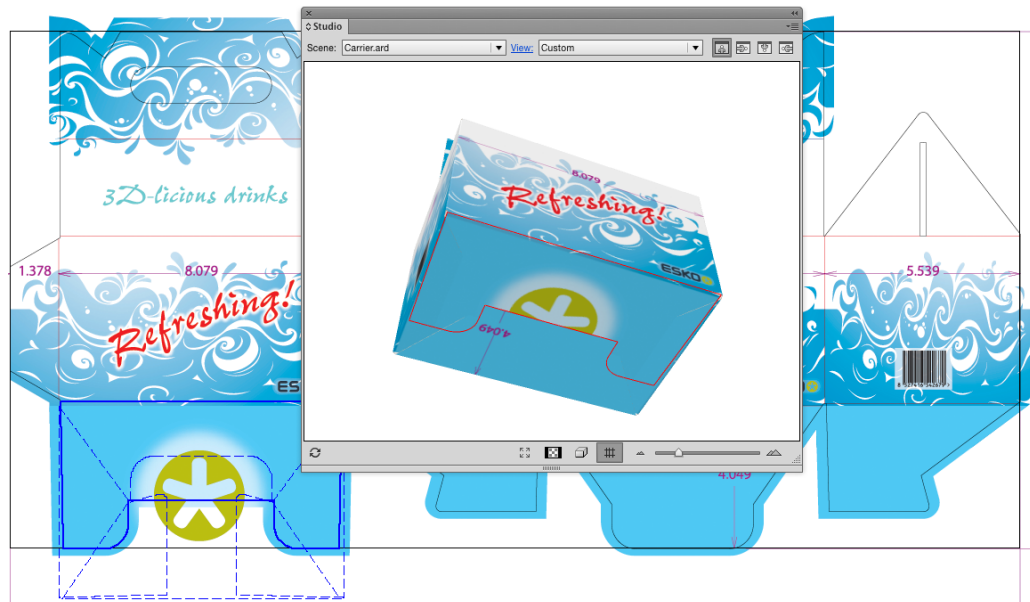 Studio
Scene: Carrier.ard View: Custom
8.079
Refreshing!
ESKO
4.049
3D-licious drinks
1.378
8.079
5.539
Refreshing!
ESK
4.049